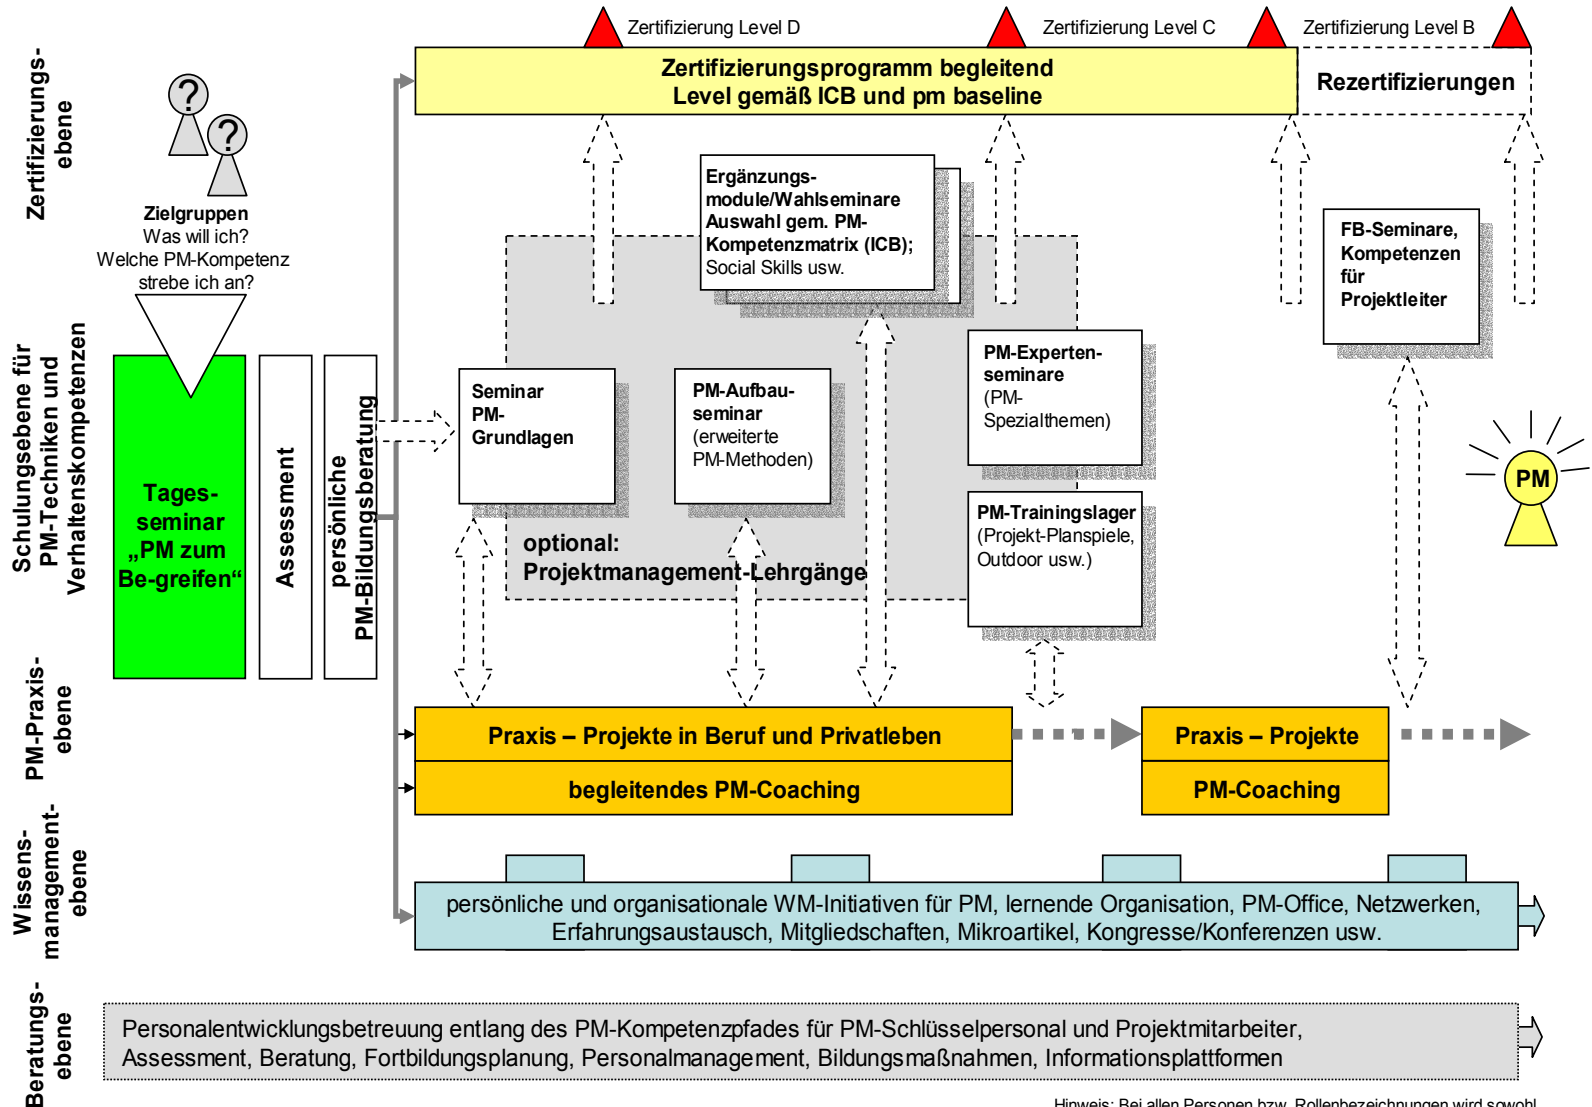 Zertifizierungs-
ebene
Zertifizierung Level D
Zertifizierung Level C
Zertifizierung Level B
Zertifizierungsprogramm begleitend
Level gemäß ICB und pm baseline
Rezertifizierungen
?
?
Zielgruppen
Was will ich?
Welche PM-Kompetenz
strebe ich an?
Ergänzungs-
module/Wahlseminare
Auswahl gem. PM-
Kompetenzmatrix (ICB);
Social Skills usw.
FB-Seminare,
Kompetenzen
für
Projektleiter
Schulungsebene für
PM-Techniken und
Verhaltenskompetenzen
Tages-
seminar
„PM zum
Be-greifen“
Assessment
persönliche
PM-Bildungsberatung
Seminar
PM-
Grundlagen
PM-Aufbau-
seminar
(erweiterte
PM-Methoden)
PM-Experten-
seminare
(PM-
Spezialthemen)
PM-Trainingslager
(Projekt-Planspiele,
Outdoor usw.)
optional:
Projektmanagement-Lehrgänge
PM
PM-Praxis-
ebene
Praxis – Projekte in Beruf und Privatleben
begleitendes PM-Coaching
Praxis – Projekte
PM-Coaching
Wissens-
management-
ebene
persönliche und organisationale WM-Initiativen für PM, lernende Organisation, PM-Office, Netzwerken,
Erfahrungsaustausch, Mitgliedschaften, Mikroartikel, Kongresse/Konferenzen usw.
Beratungs-
ebene
Personalentwicklungsbetreuung entlang des PM-Kompetenzpfades für PM-Schlüsselpersonal und Projektmitarbeiter,
Assessment, Beratung, Fortbildungsplanung, Personalmanagement, Bildungsmaßnahmen, Informationsplattformen
Hinweis: Bei allen Personen bzw. Rollenbezeichnungen wird sowohl